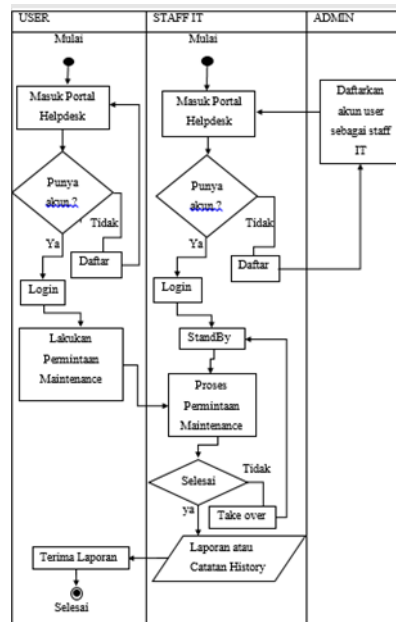 USER
STAFF IT
ADMIN
Mulai
Masuk Portal
Helpdesk
Punya
akun.?
Tidak
Ya
Daftar
Login
Lakukan
Permintaan
Maintenance
Terima Laporan
Selesai
Mulai
Masuk Portal
Helpdesk
Punya
akun.?
Tidak
Ya
Daftar
Login
StandBy
Proses
Permintaan
Maintenance
Selesai
Tidak
ya
Take over
Laporan atau
Catatan History
Daftarkan
akun user
sebagai staff
IT